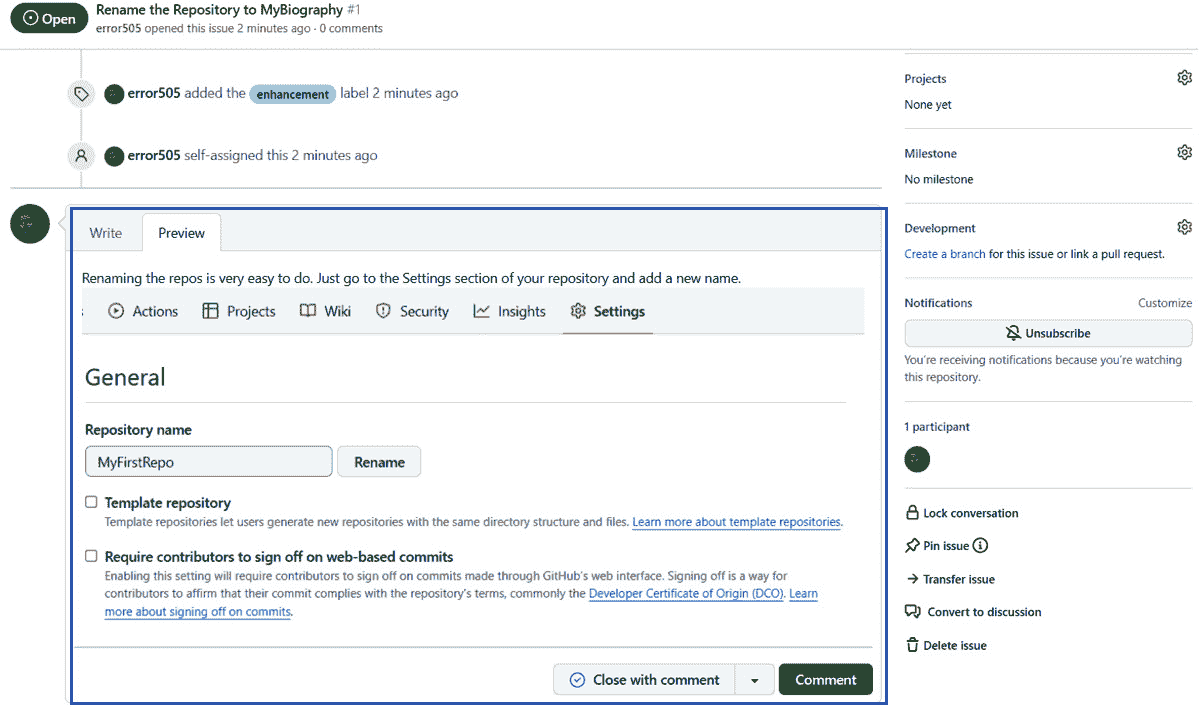 Open
Rename the Repository to MyBiography #1
error505 opened this issue 2 minutes ago · 0 comments
error505 added the enhancement label 2 minutes ago
error505 self-assigned this 2 minutes ago
Write Preview
Renaming the repos is very easy to do. Just go to the Settings section of your repository and add a new name.
Actions Projects Wiki Security Insights Settings
General
Repository name
MyFirstRepo Rename
Template repository
Template repositories let users generate new repositories with the same directory structure and files. Learn more about template repositories.
Require contributors to sign off on web-based commits
Enabling this setting will require contributors to sign off on commits made through GitHub's web interface. Signing off is a way for
contributors to affirm that their commit complies with the repository's terms, commonly the Developer Certificate of Origin (DCO). Learn
more about signing off on commits.
Close with comment Comment
Projects
None yet
Milestone
No milestone
Development
Create a branch for this issue or link a pull request.
Notifications Customize
Unsubscribe
You're receiving notifications because you're watching
this repository.
1 participant
Lock conversation
Pin issue
Transfer issue
Convert to discussion
Delete issue